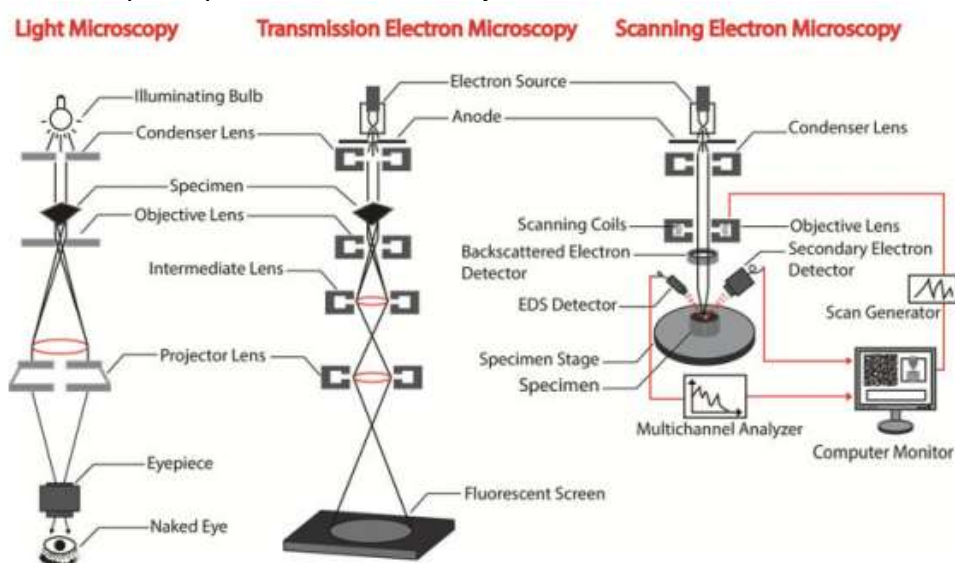 Light Microscopy
Transmission Electron Microscopy
Scanning Electron Microscopy
Illuminating Bulb
Electron Source
Anode
Condenser Lens
Condenser Lens
Specimen
Objective Lens
Scanning Coils
Objective Lens
Backscattered Electron
Detector
Secondary Electron
Detector
Intermediate Lens
EDS Detector
Scan Generator
Projector Lens
Specimen Stage
Specimen
Multichannel Analyzer
Computer Monitor
Eyepiece
Fluorescent Screen
Naked Eye